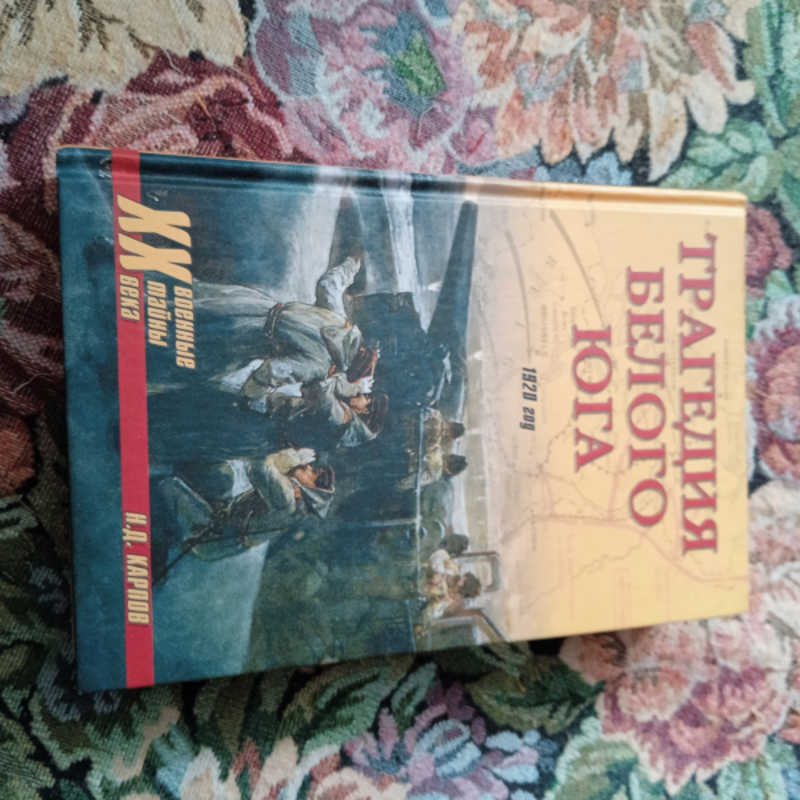 ТРАГЕДИЯ
БЕЛОГО
ЮГА
1920 год
XX
военные
тайны
века
Н.Д. КАРПОВ